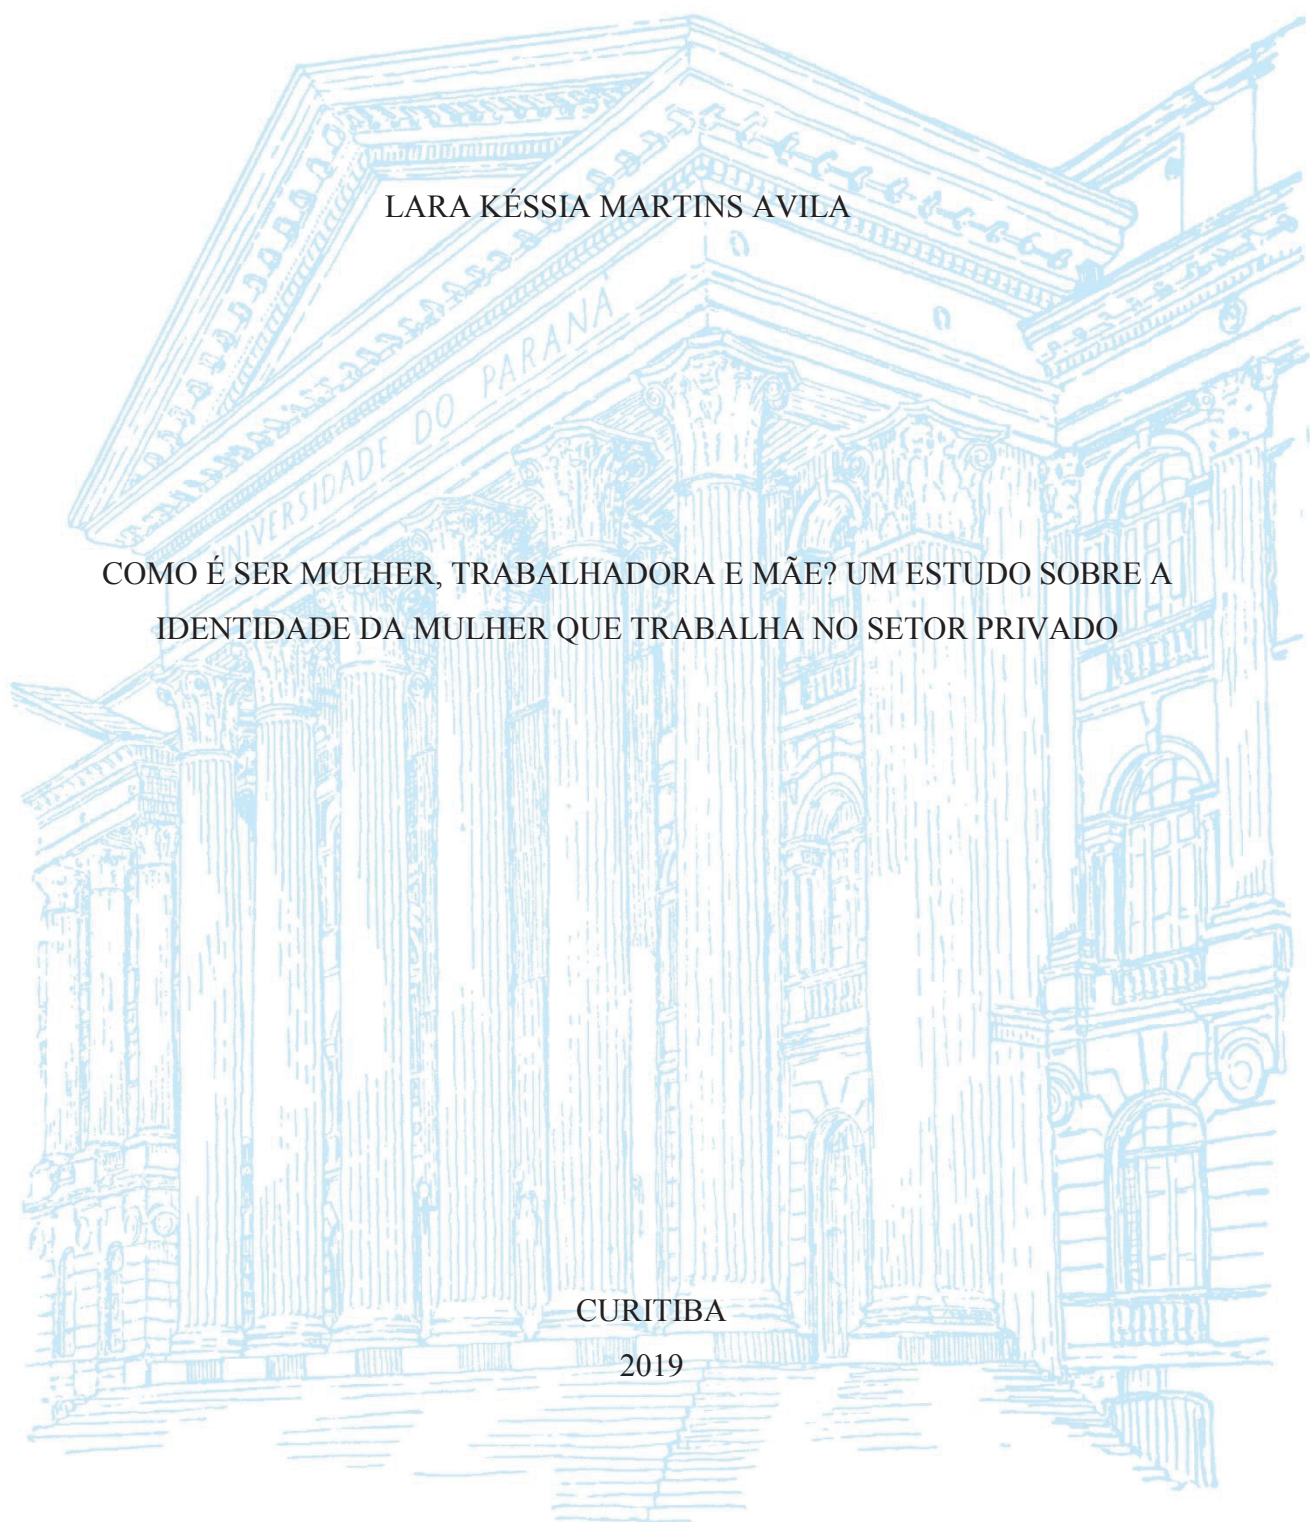 LARA KÉSSIA MARTINS AVILA
UNIVERSIDADE DO PARANÁ
COMO É SER MULHER, TRABALHADORA E MÃE? UM ESTUDO SOBRE A
IDENTIDADE DA MULHER QUE TRABALHA NO SETOR PRIVADO
CURITIBA
2019